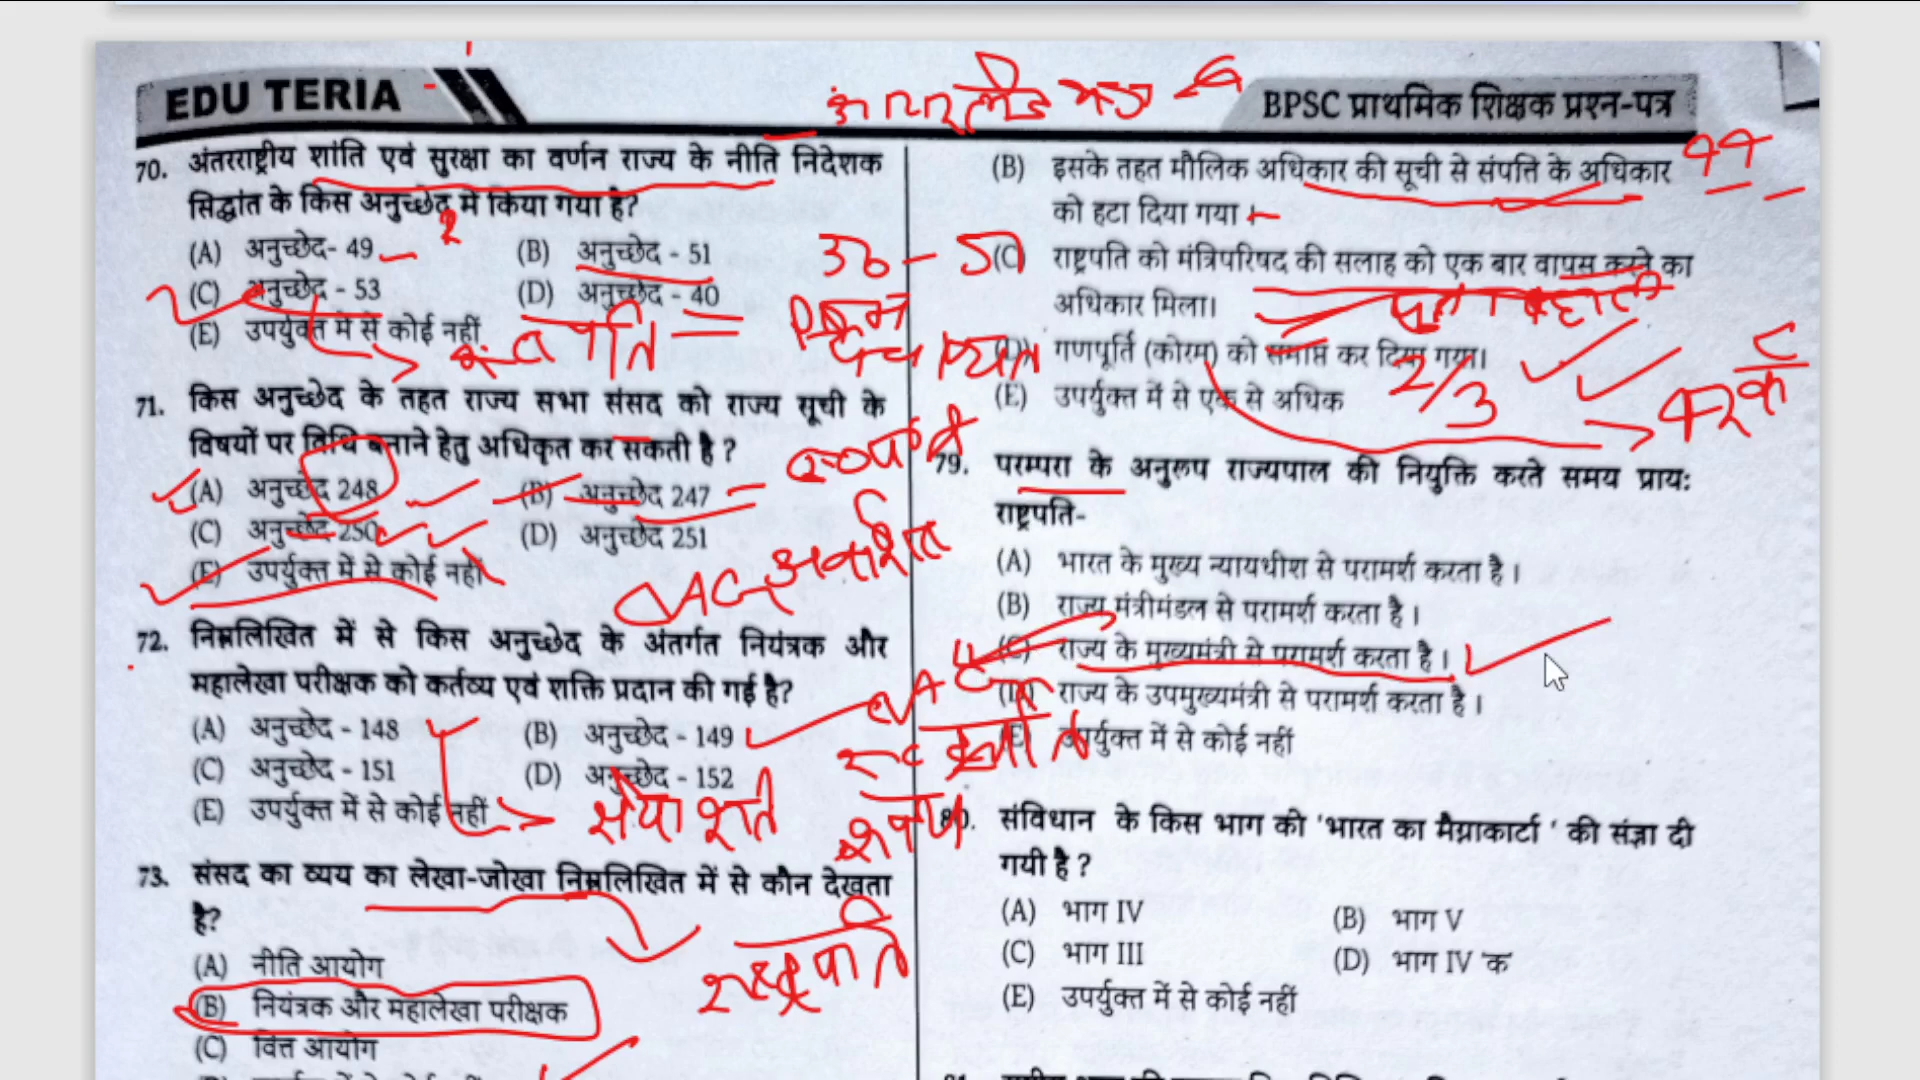 EDU TERIA
BPSC प्राथमिक शिक्षक प्रश्न-पत्र
70. अंतरराष्ट्रीय शांति एवं सुरक्षा का वर्णन राज्य के नीति निदेशक
सिद्धांत के किस अनुच्छेद में किया गया है?
(A) अनुच्छेद- 49 (B) अनुच्छेद - 51
(C) अनुच्छेद - 53 (D) अनुच्छेद - 40
(E) उपर्युक्त में से कोई नहीं
71. किस अनुच्छेद के तहत राज्य सभा संसद को राज्य सूची के
विषयों पर विधि बनाने हेतु अधिकृत कर सकती है ?
(A) अनुच्छेद 248 (B) अनुच्छेद 247
(C) अनुच्छेद 250 (D) अनुच्छेद 251
(E) उपर्युक्त में से कोई नहीं
72. निम्नलिखित में से किस अनुच्छेद के अंतर्गत नियंत्रक और
महालेखा परीक्षक को कर्तव्य एवं शक्ति प्रदान की गई है?
(A) अनुच्छेद - 148 (B) अनुच्छेद - 149
(C) अनुच्छेद - 151 (D) अनुच्छेद - 152
(E) उपर्युक्त में से कोई नहीं
73. संसद का व्यय का लेखा-जोखा निम्नलिखित में से कौन देखता
है?
(A) नीति आयोग
(B) नियंत्रक और महालेखा परीक्षक
(C) वित्त आयोग
राष्ट्रपति
36 - 51
CAG
CAG
(B) इसके तहत मौलिक अधिकार की सूची से संपत्ति के अधिकार
44
को हटा दिया गया ।
(C) राष्ट्रपति को मंत्रिपरिषद की सलाह को एक बार वापस करने का
अधिकार मिला।
(D) गणपूर्ति (कोरम) को समाप्त कर दिया गया।
2/3
42
(E) उपर्युक्त में से एक से अधिक
79. परम्परा के अनुरुप राज्यपाल की नियुक्ति करते समय प्रायः
राष्ट्रपति-
(A) भारत के मुख्य न्यायधीश से परामर्श करता है ।
(B) राज्य मंत्रीमंडल से परामर्श करता है ।
(C) राज्य के मुख्यमंत्री से परामर्श करता है ।
(D) राज्य के उपमुख्यमंत्री से परामर्श करता है ।
(E) उपर्युक्त में से कोई नहीं
80. संविधान के किस भाग की 'भारत का मैग्नाकार्टा ' की संज्ञा दी
गयी है ?
(A) भाग IV (B) भाग V
(C) भाग III (D) भाग IV 'क'
(E) उपर्युक्त में से कोई नहीं